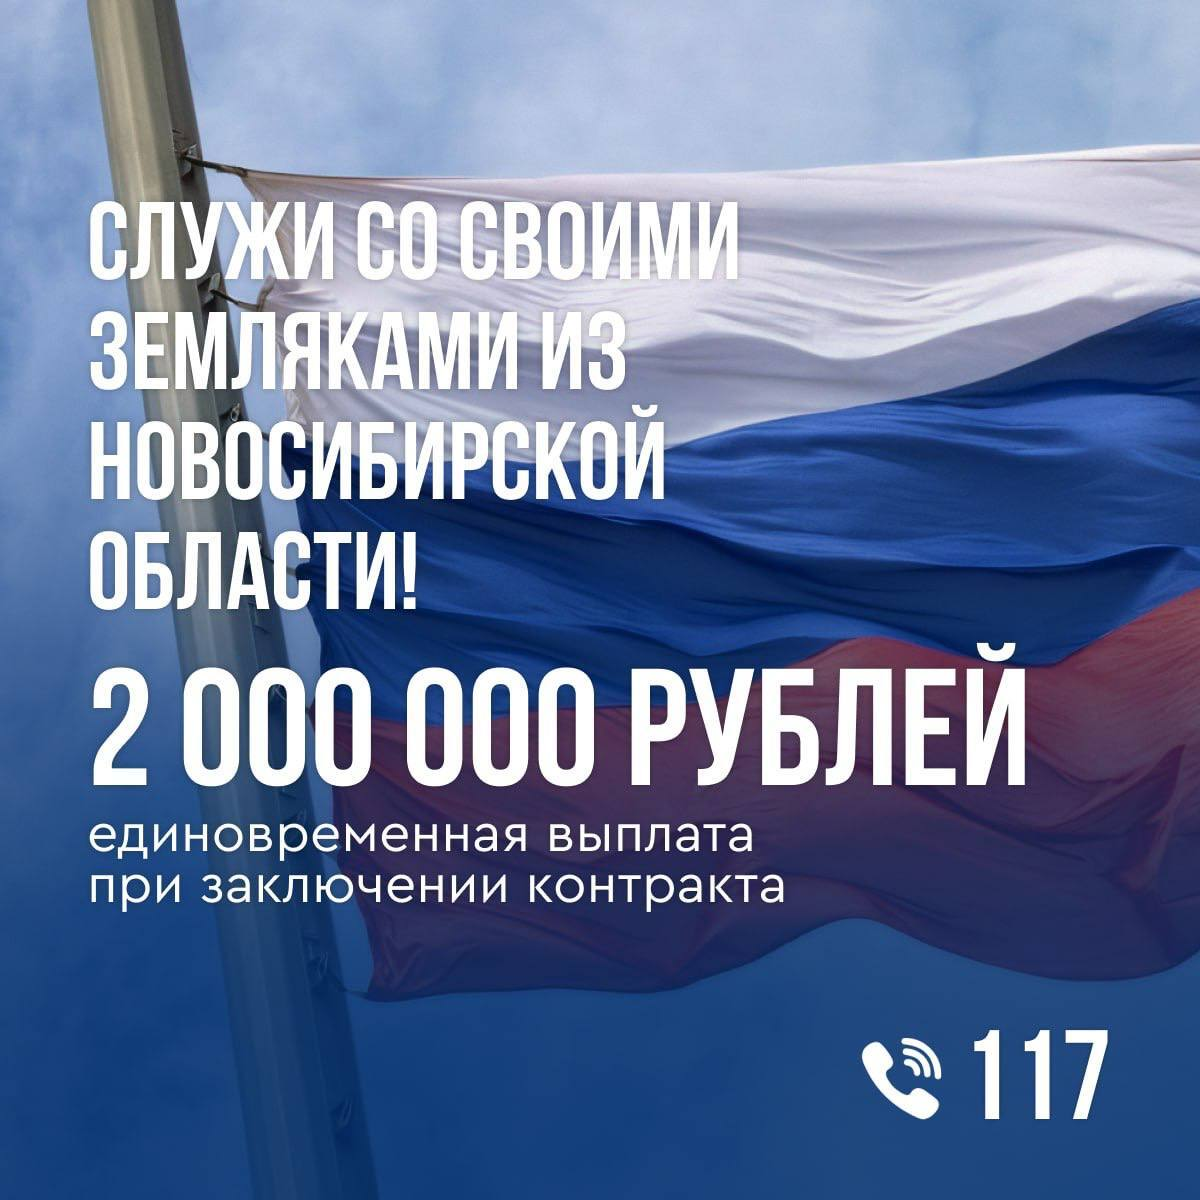 СЛУЖИ СО СВОИМИ
ЗЕМЛЯКАМИ ИЗ
НОВОСИБИРСКОЙ
ОБЛАСТИ!
2 000 000 РУБЛЕЙ
единовременная выплата
при заключении контракта
117